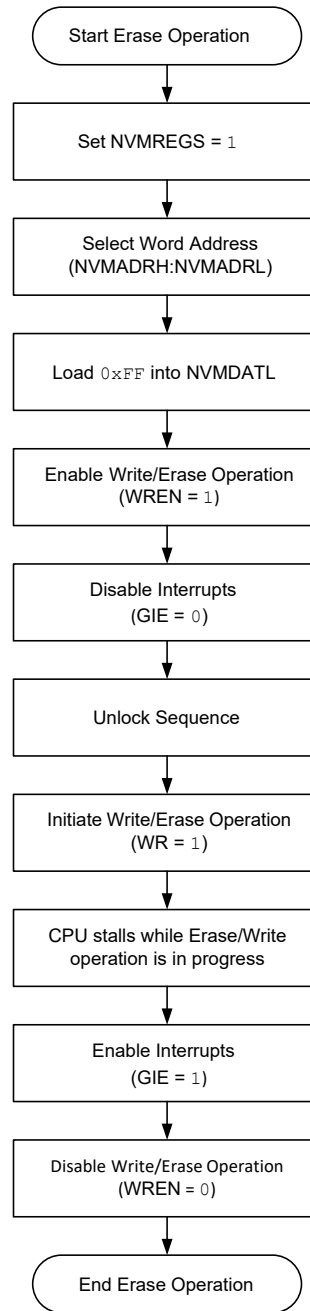 Start Erase Operation
Set NVMREGS = 1
Select Word Address
(NVMADRH:NVMADRL)
Load 0xFF into NVMDATL
Enable Write/Erase Operation
(WREN = 1)
Disable Interrupts
(GIE = 0)
Unlock Sequence
Initiate Write/Erase Operation
(WR = 1)
CPU stalls while Erase/Write
operation is in progress
Enable Interrupts
(GIE = 1)
Disable Write/Erase Operation
(WREN = 0)
End Erase Operation